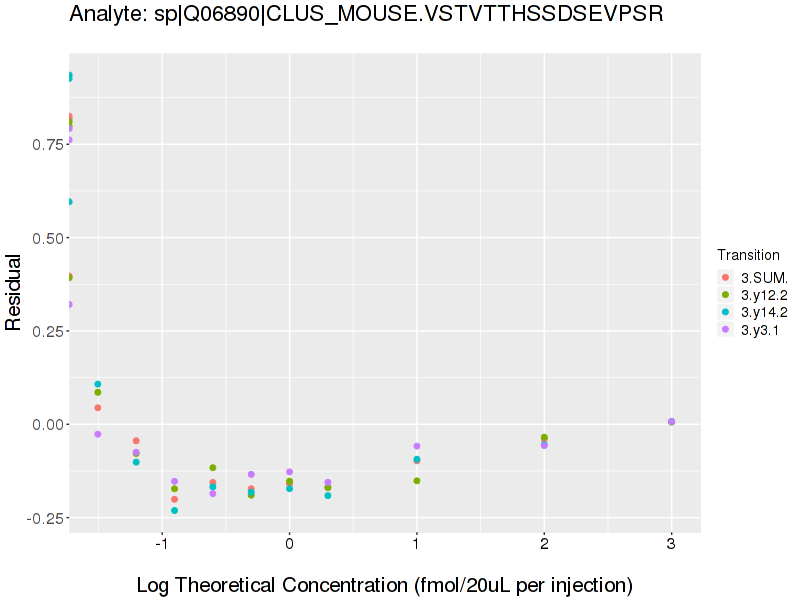 Analyte: sp|Q06890|CLUS_MOUSE.VSTVTTHSSDSEVPSR
0.75
0.50
0.25
0.00
-0.25
Residual
-1
0
1
2
3
Log Theoretical Concentration (fmol/20uL per injection)
Transition
3.SUM.
3.y12.2
3.y14.2
3.y3.1